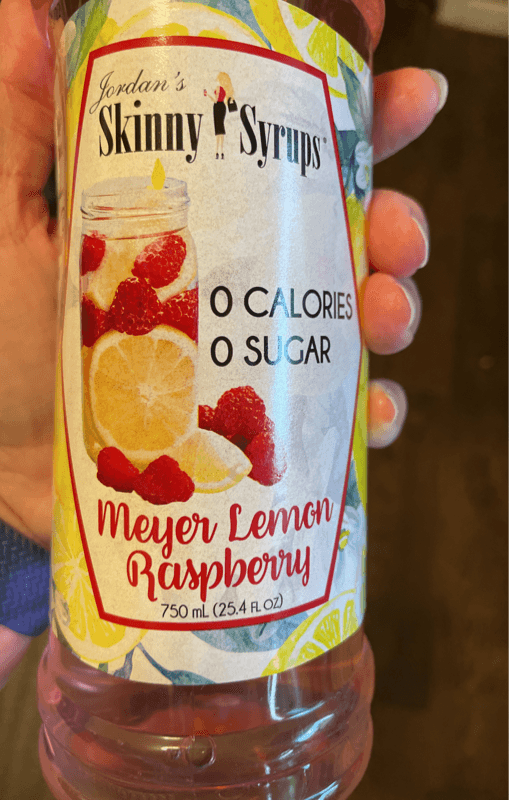 Jordan's
Skinny Syrups
0 CALORIES
0 SUGAR
Meyer Lemon
Raspberry
750 mL (25.4 FL OZ)